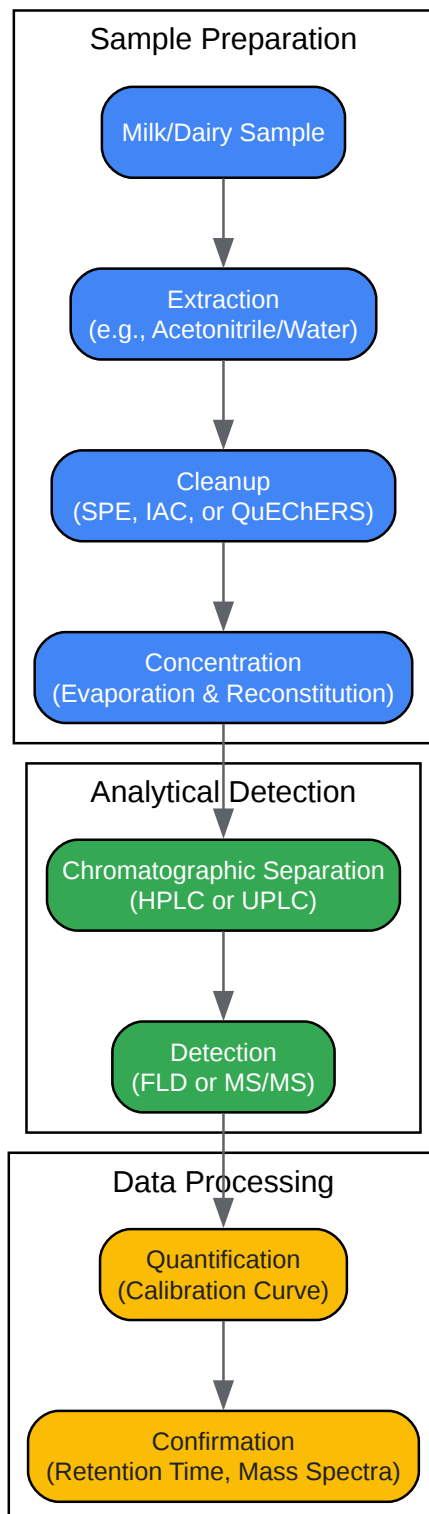 Sample Preparation
Milk/Dairy Sample
Extraction
(e.g., Acetonitrile/Water)
Cleanup
(SPE, IAC, or QuEChERS)
Concentration
(Evaporation & Reconstitution)
Analytical Detection
Chromatographic Separation
(HPLC or UPLC)
Detection
(FLD or MS/MS)
Data Processing
Quantification
(Calibration Curve)
Confirmation
(Retention Time, Mass Spectra)